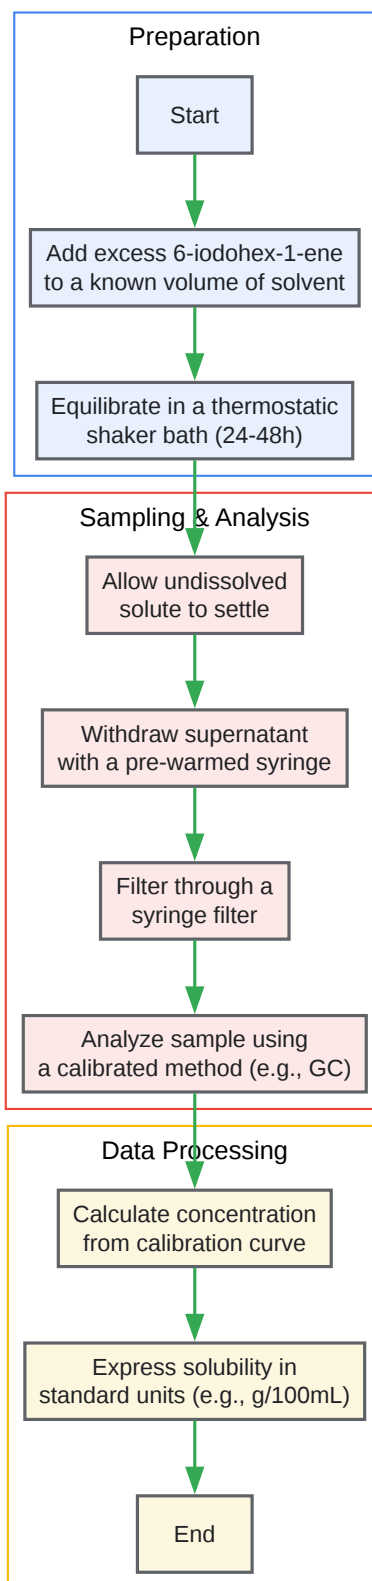 Preparation
Start
Add excess 6-iodohex-1-ene
to a known volume of solvent
Equilibrate in a thermostatic
shaker bath (24-48h)
Sampling & Analysis
Allow undissolved
solute to settle
Withdraw supernatant
with a pre-warmed syringe
Filter through a
syringe filter
Analyze sample using
a calibrated method (e.g., GC)
Data Processing
Calculate concentration
from calibration curve
Express solubility in
standard units (e.g., g/100mL)
End